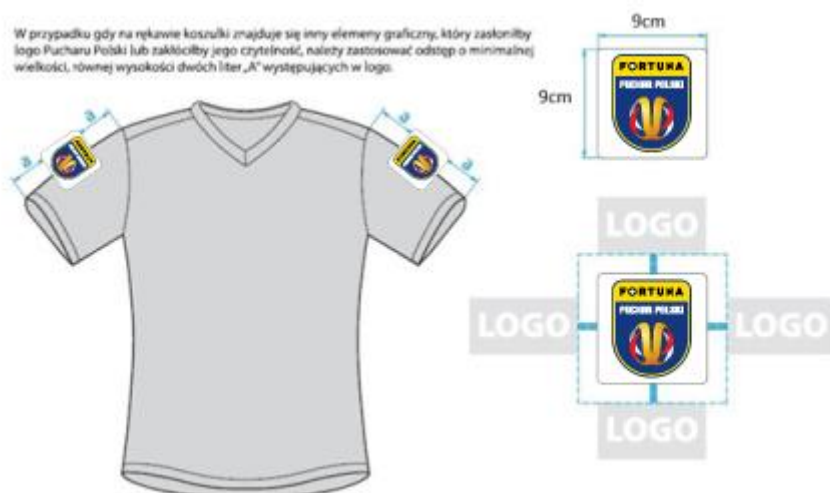 W przypadku gdy na rękawie koszulki znajduje się inny elemeny graficzny, który zasłoniłby
logo Pucharu Polski lub zakłóciłby jego czytelność, należy zastosować odstęp o minimalnej
wielkości, równej wysokości dwóch liter „A" występujących w logo.
9cm
9cm
FORTUNA
PUCHAR POLSKI
a
a
a
a
LOGO
FORTUNA
PUCHAR POLSKI
LOGO
LOGO
LOGO